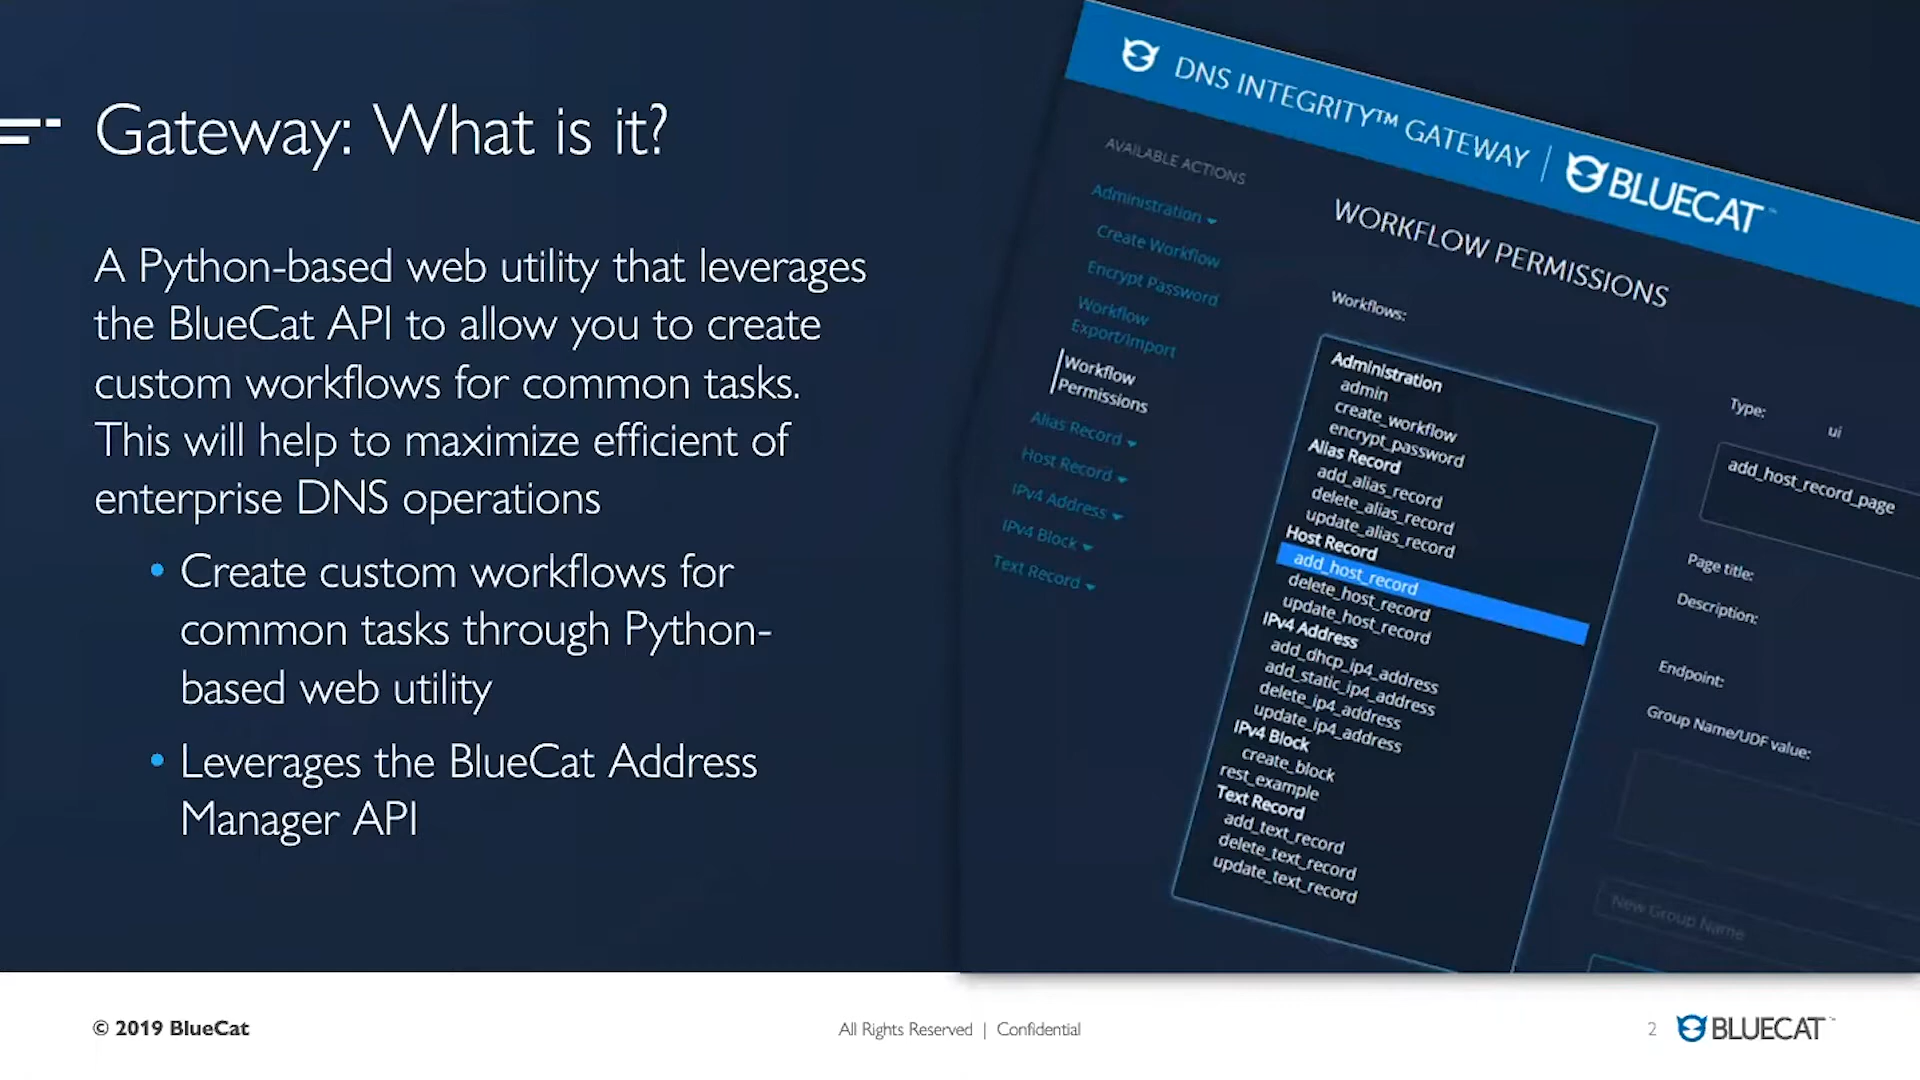 Gateway: What is it?
A Python-based web utility that leverages
the BlueCat API to allow you to create
custom workflows for common tasks.
This will help to maximize efficient of
enterprise DNS operations
• Create custom workflows for
common tasks through Python-
based web utility
• Leverages the BlueCat Address
Manager API
DNS INTEGRITY™ GATEWAY | BLUECAT™
AVAILABLE ACTIONS
Administration
Create Workflow
Encrypt Password
Workflow
Export/Import
Workflow
Permissions
Alias Record
Host Record
IPv4 Address
IPv4 Block
Text Record
WORKFLOW PERMISSIONS
Workflows:
Administration
admin
create_workflow
encrypt_password
Alias Record
add_alias_record
delete_alias_record
update_alias_record
Host Record
add_host_record
delete_host_record
update_host_record
IPv4 Address
add_dhcp_ip4_address
add_static_ip4_address
delete_ip4_address
update_ip4_address
IPv4 Block
create_block
rest_example
Text Record
add_text_record
delete_text_record
update_text_record
Type:
ui
add_host_record_page
Page title:
Description:
Endpoint:
Group Name/UDF value:
New Group Name
© 2019 BlueCat
All Rights Reserved | Confidential
2
BLUECAT™